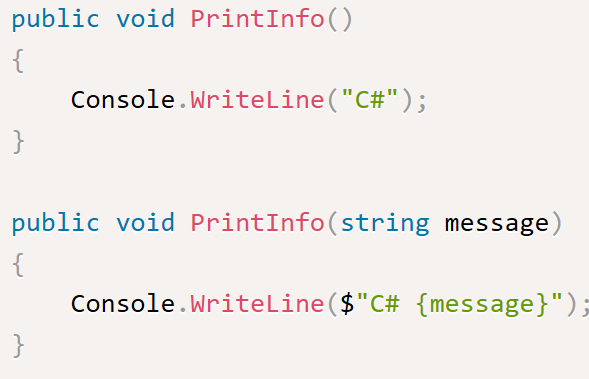 public void PrintInfo()
{
    Console.WriteLine("C#");
}

public void PrintInfo(string message)
{
    Console.WriteLine($"C# {message}");
}